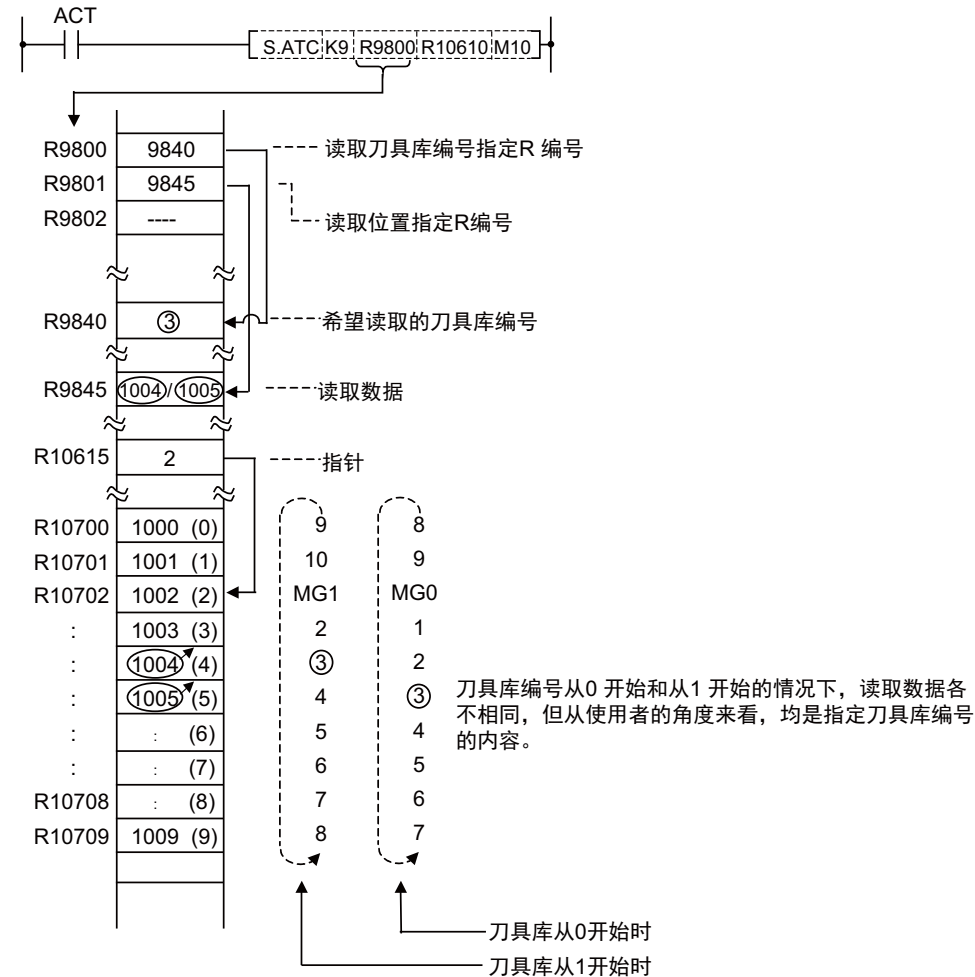 ACT
S.ATC K9 R9800 R10610 M10
R9800 9840 读取刀具库编号指定R 编号
R9801 9845
R9802 ---- 读取位置指定R编号
R9840 ③ 希望读取的刀具库编号
R9845 1004/1005 读取数据
R10615 2 指针
R10700 1000 (0) 9 8
R10701 1001 (1) 10 9
R10702 1002 (2) MG1 MG0
: 1003 (3) 2 1
: 1004 (4) ③ 2
: 1005 (5) 4 ③
: : (6) 5 4
: : (7) 6 5
R10708 : (8) 7 6
R10709 1009 (9) 8 7
刀具库编号从0 开始和从1 开始的情况下，读取数据各
不相同，但从使用者的角度来看，均是指定刀具库编号
的内容。
刀具库从0开始时
刀具库从1开始时